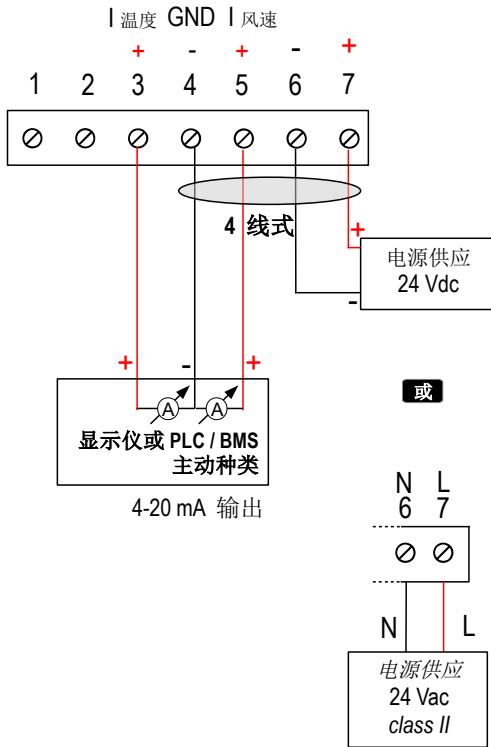 I 温度 GND I 风速
+ - + - +
1 2 3 4 5 6 7
4 线式
+
电源供应
24 Vdc
-
+ - +
A A
显示仪或 PLC / BMS
主动种类
4-20 mA 输出
或
N L
6 7
N L
电源供应
24 Vac
class II